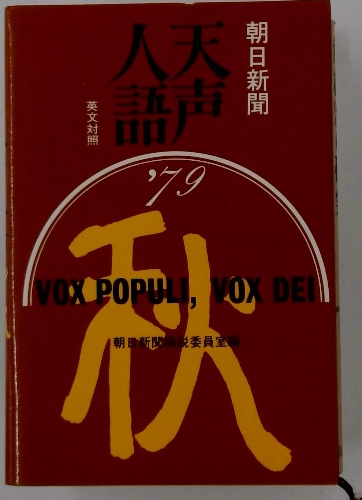 朝日新聞
天声
人語
英文対照
'79
秋
VOX POPULI, VOX DEI
朝日新聞論説委員室編